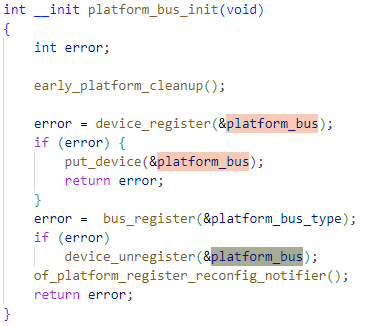 int __init platform_bus_init(void)
{
    int error;

    early_platform_cleanup();

    error = device_register(&platform_bus);
    if (error) {
        put_device(&platform_bus);
        return error;
    }
    error =  bus_register(&platform_bus_type);
    if (error)
        device_unregister(&platform_bus);
    of_platform_register_reconfig_notifier();
    return error;
}